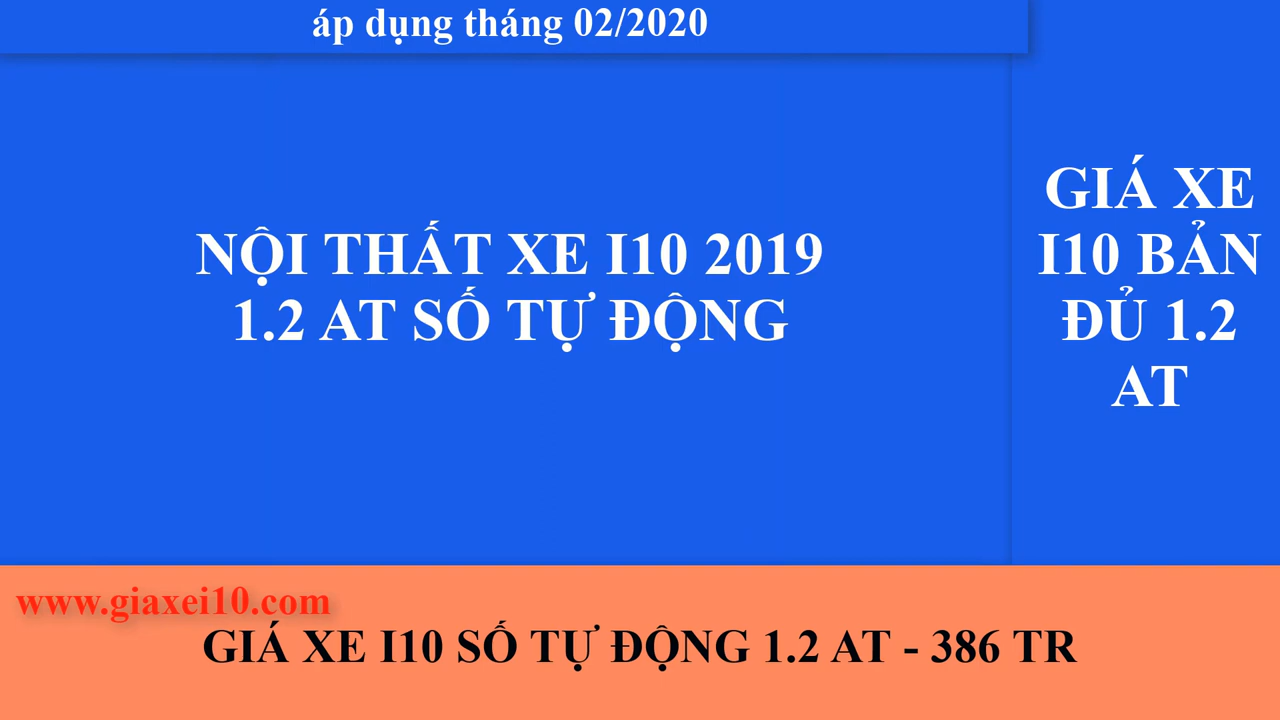 áp dụng tháng 02/2020
NỘI THẤT XE I10 2019
1.2 AT SỐ TỰ ĐỘNG
GIÁ XE
I10 BẢN
ĐỦ 1.2
AT
www.giaxei10.com
GIÁ XE I10 SỐ TỰ ĐỘNG 1.2 AT - 386 TR